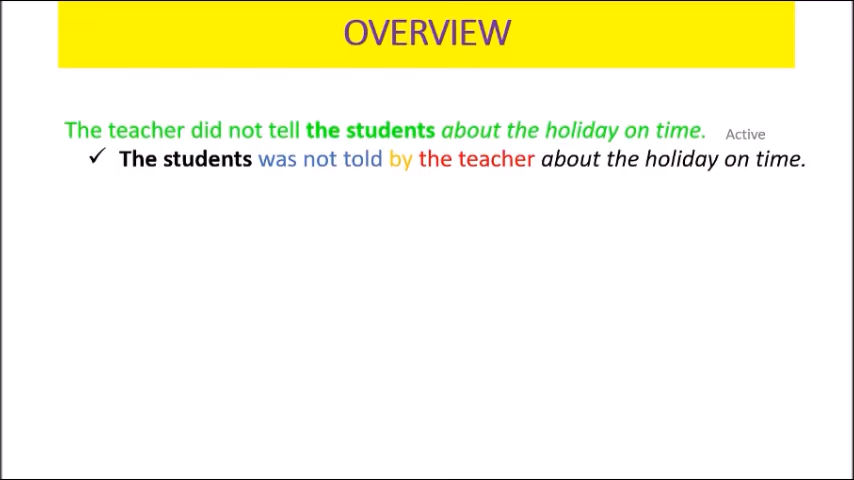 OVERVIEW
The teacher did not tell the students about the holiday on time. Active
✓ The students was not told by the teacher about the holiday on time.